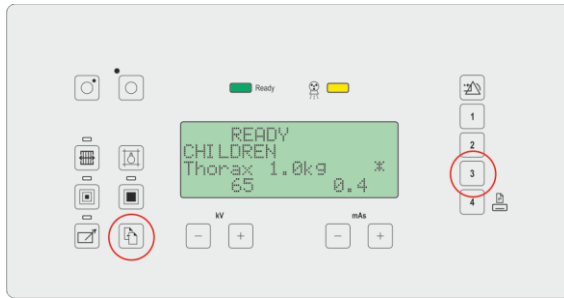 Ready
READY
CHILDREN
Thorax 1.0kg *
65 0.4
kV
mAs
- +
- +
1
2
3
4